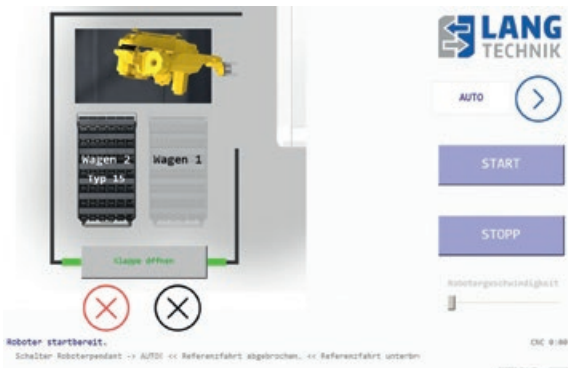 LANG
TECHNIK
AUTO
Wagen 2
Typ 15
Wagen 1
START
STOPP
Klappe öffnen
Robotergeschwindigkeit
Roboter startbereit.
CNC 0:00
Schalter Roboterpendant -> AUTO! << Referenzfahrt abgebrochen. << Referenzfahrt unterbr